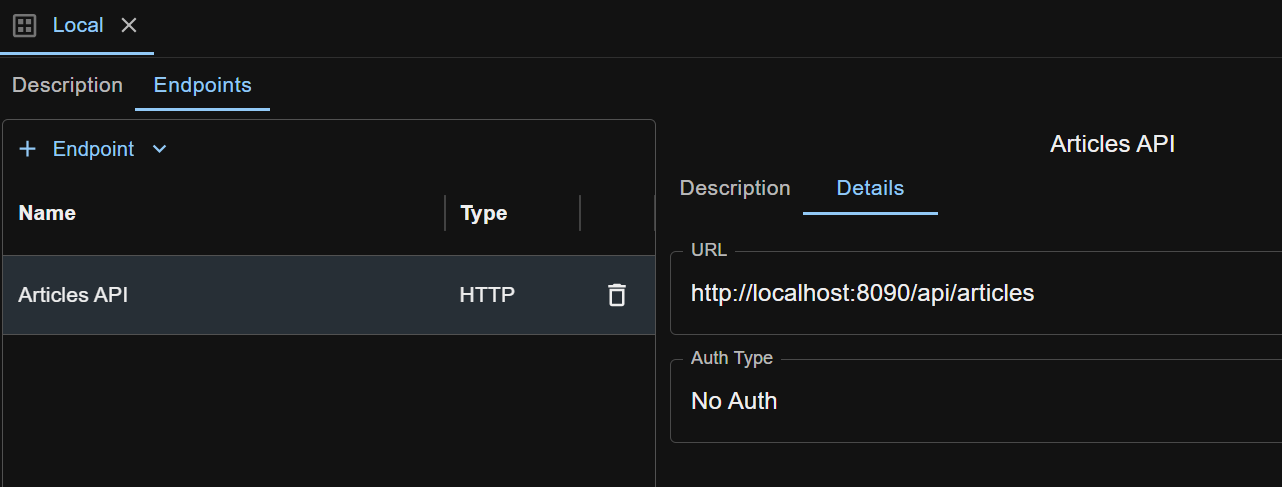 Local
Description Endpoints
Endpoint
Name Type
Articles API HTTP
Articles API
Description Details
URL
http://localhost:8090/api/articles
Auth Type
No Auth